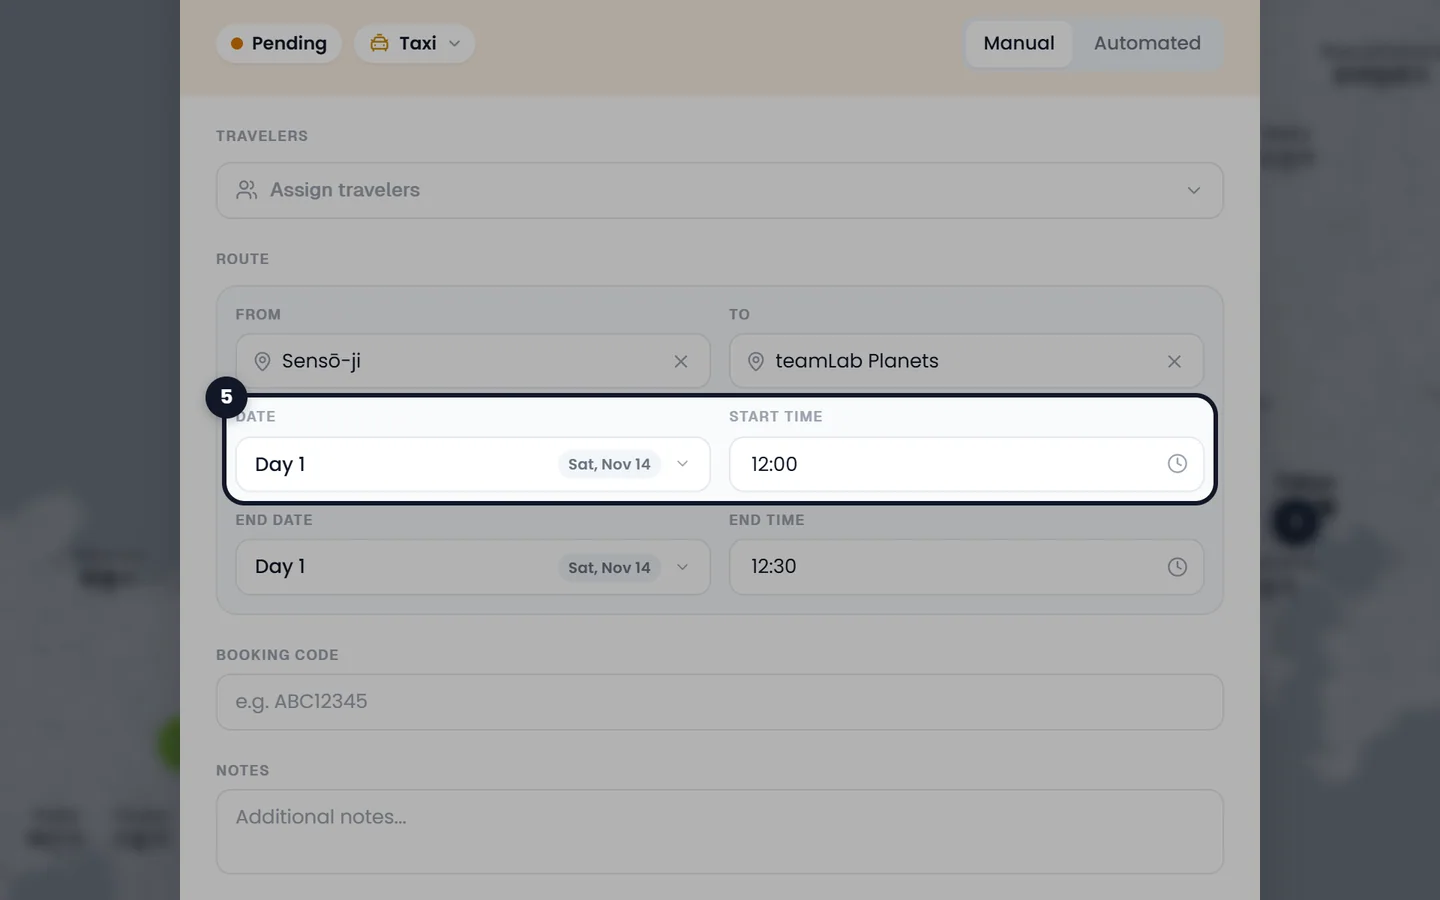 Pending
Taxi
Manual
Automated
TRAVELERS
Assign travelers
ROUTE
FROM
TO
Sensō-ji
teamLab Planets
5
DATE
START TIME
Day 1
Sat, Nov 14
12:00
END DATE
END TIME
Day 1
Sat, Nov 14
12:30
BOOKING CODE
e.g. ABC12345
NOTES
Additional notes...